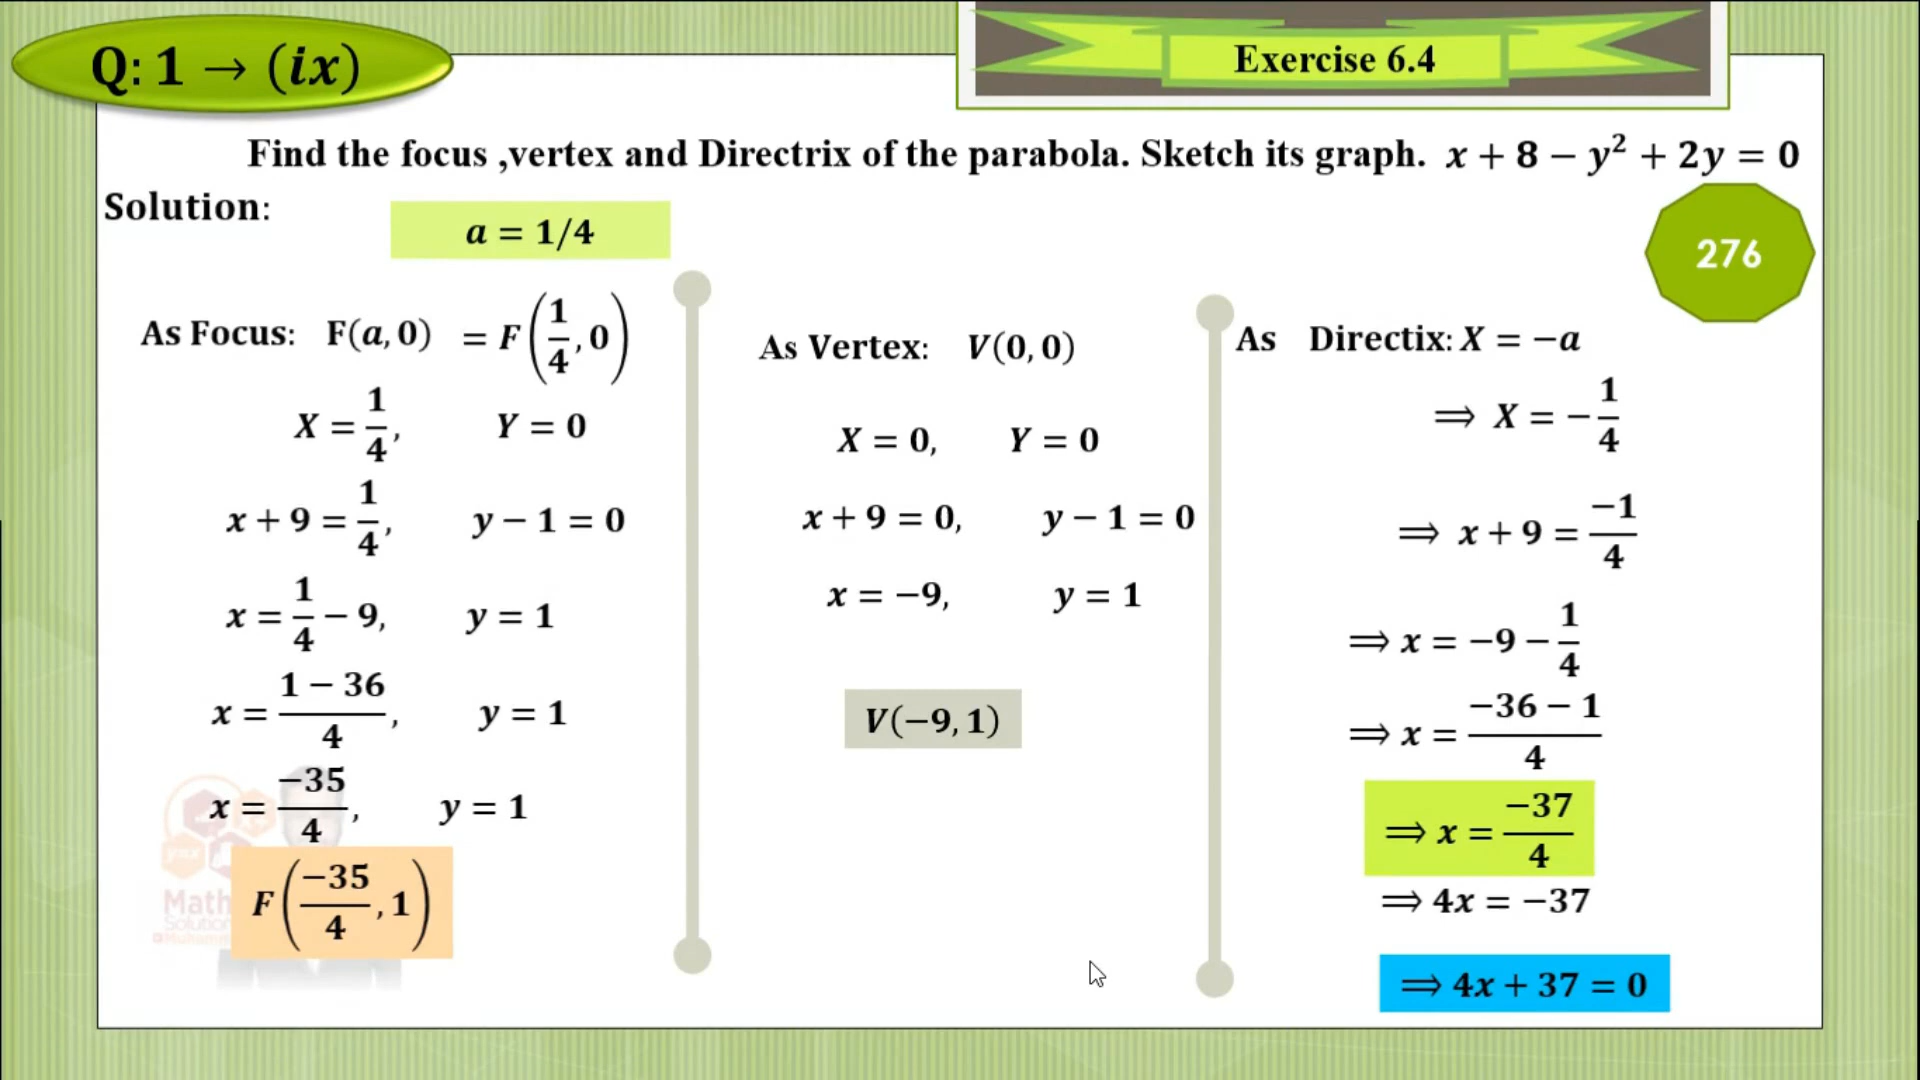 Q: 1 → (ix)
Exercise 6.4
Find the focus ,vertex and Directrix of the parabola. Sketch its graph. x + 8 − y² + 2y = 0
Solution:
a = 1/4
276
As Focus: F(a, 0) = F(1/4, 0)
X = 1/4, Y = 0
x + 9 = 1/4, y − 1 = 0
x = 1/4 − 9, y = 1
x = (1 − 36)/4, y = 1
x = −35/4, y = 1
F(−35/4, 1)
As Vertex: V(0, 0)
X = 0, Y = 0
x + 9 = 0, y − 1 = 0
x = −9, y = 1
V(−9, 1)
As Directix: X = −a
⟹ X = −1/4
⟹ x + 9 = −1/4
⟹ x = −9 − 1/4
⟹ x = (−36 − 1)/4
⟹ x = −37/4
⟹ 4x = −37
⟹ 4x + 37 = 0
Math